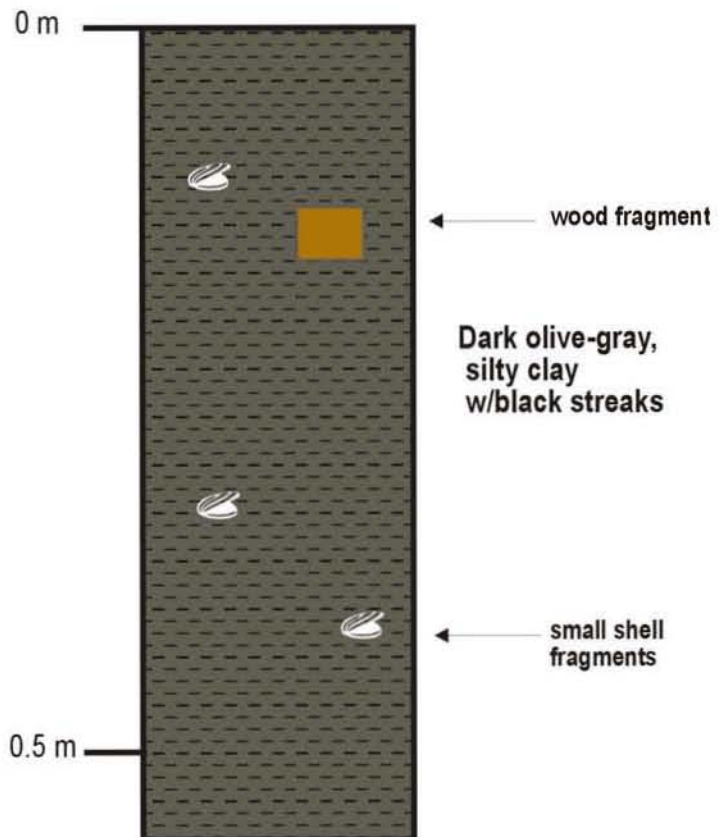 0 m
wood fragment
Dark olive-gray,
silty clay
w/black streaks
small shell
fragments
0.5 m